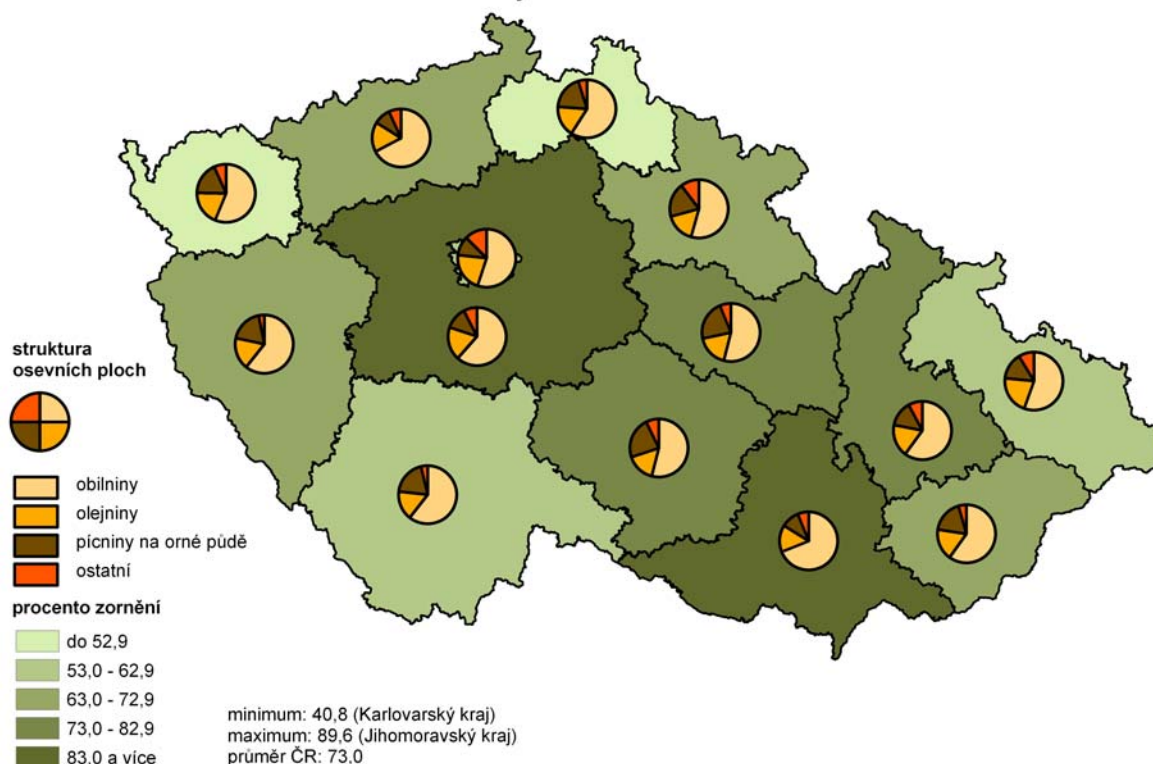 struktura
osevních ploch
obilniny
olejniny
pícniny na orné půdě
ostatní
procento zornění
do 52,9
53,0 - 62,9
63,0 - 72,9
73,0 - 82,9
83,0 a více
minimum: 40,8 (Karlovarský kraj)
maximum: 89,6 (Jihomoravský kraj)
průměr ČR: 73,0